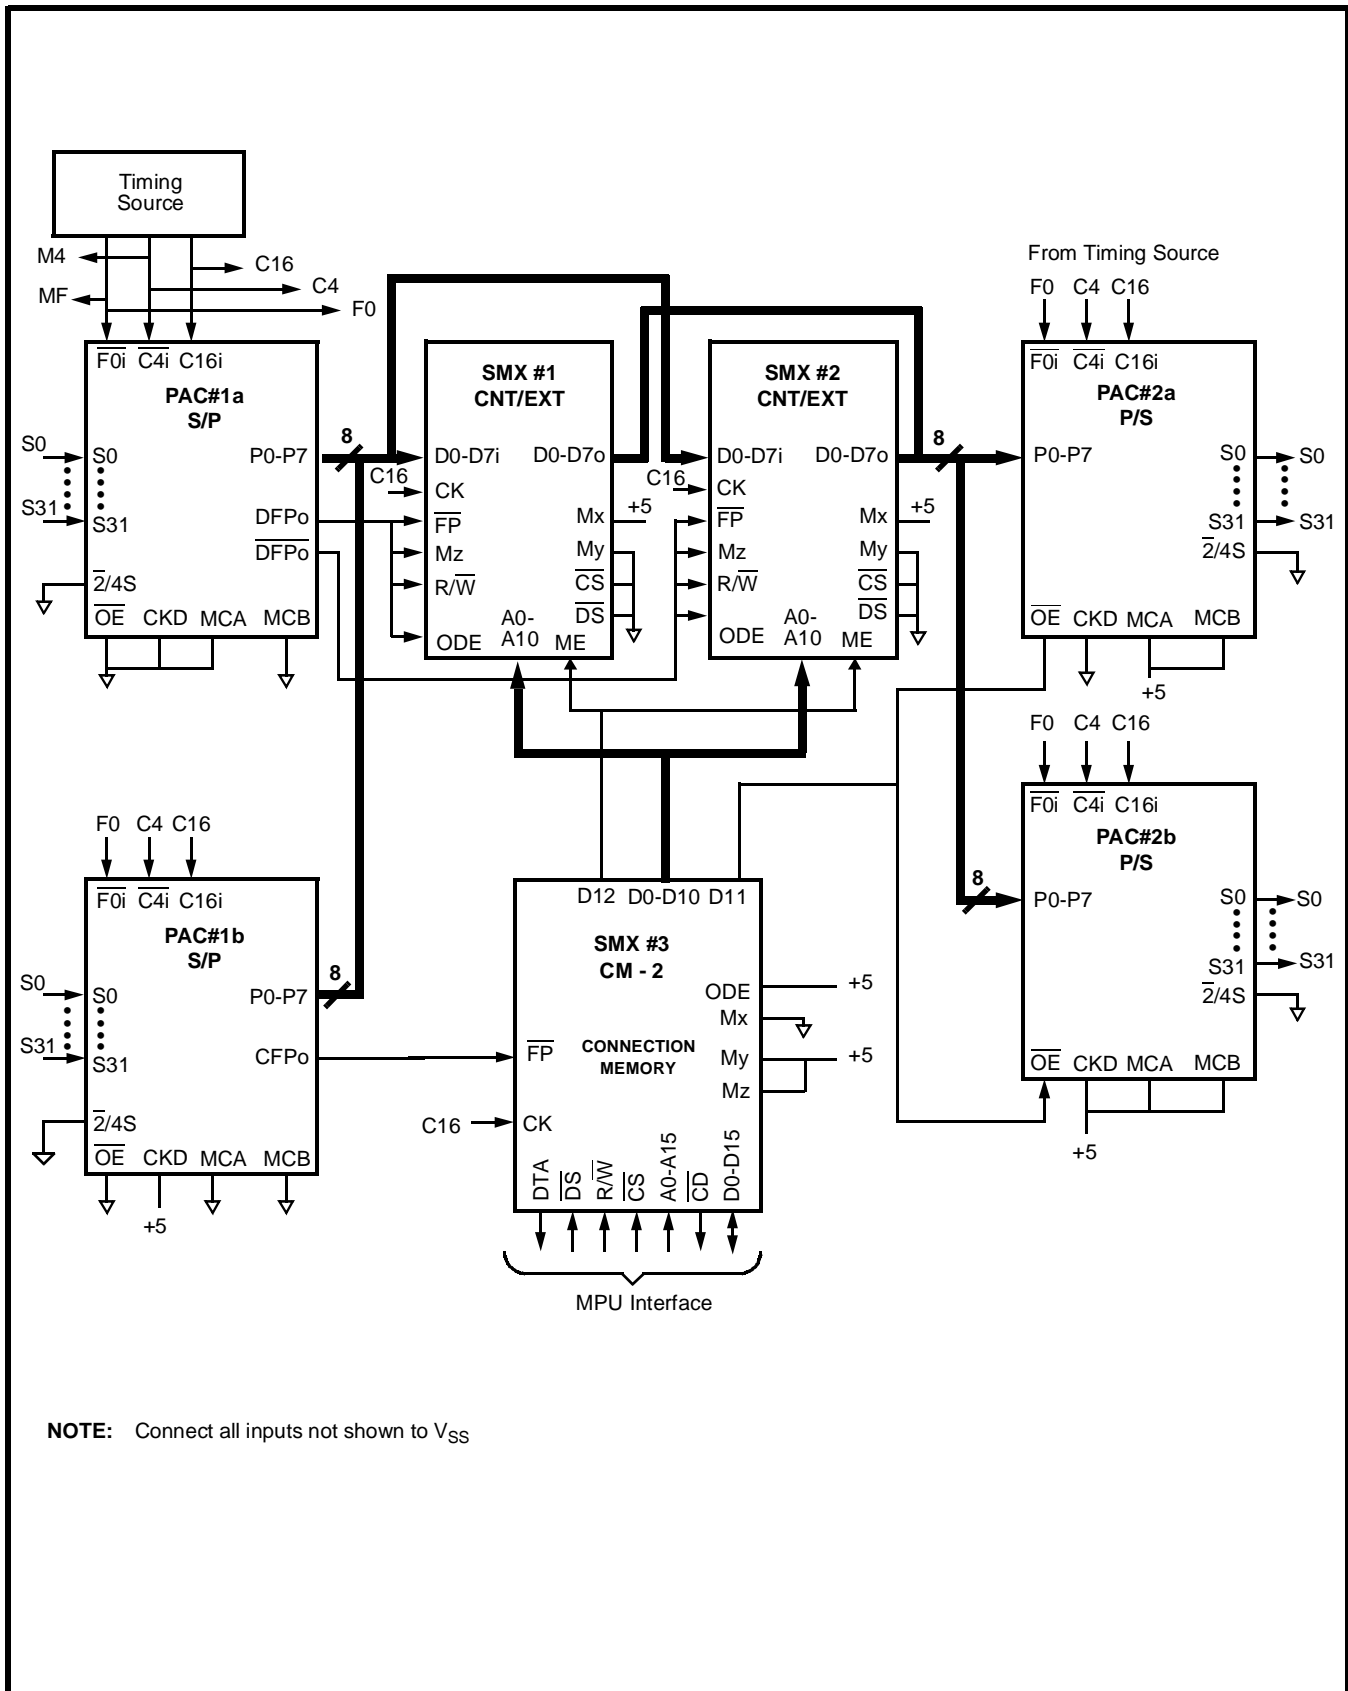 Timing
Source
M4
C16
C4
MF
F0
From Timing Source
F0 C4 C16
F0i C4i C16i
PAC#1a
S/P
S0
S0
S31
S31
P0-P7
8
DFPo
DFPo
2/4S
OE CKD MCA MCB
SMX #1
CNT/EXT
D0-D7i
D0-D7o
C16
CK
FP
Mx
+5
Mz
My
R/W
CS
DS
ODE
A0-
A10
ME
SMX #2
CNT/EXT
D0-D7i
D0-D7o
C16
CK
FP
Mx
+5
Mz
My
R/W
CS
DS
ODE
A0-
A10
ME
8
F0i C4i C16i
PAC#2a
P/S
P0-P7
S0
S0
S31
S31
2/4S
OE CKD MCA MCB
+5
F0 C4 C16
F0i C4i C16i
PAC#2b
P/S
8
P0-P7
S0
S0
S31
S31
2/4S
OE CKD MCA MCB
+5
F0 C4 C16
F0i C4i C16i
PAC#1b
S/P
S0
S0
S31
S31
P0-P7
8
CFPo
2/4S
OE CKD MCA MCB
+5
D12 D0-D10 D11
SMX #3
CM - 2
ODE
+5
Mx
FP
CONNECTION
MEMORY
My
+5
Mz
C16
CK
DTA
DS
R/W
CS
A0-A15
CD
D0-D15
MPU Interface
NOTE: Connect all inputs not shown to VSS